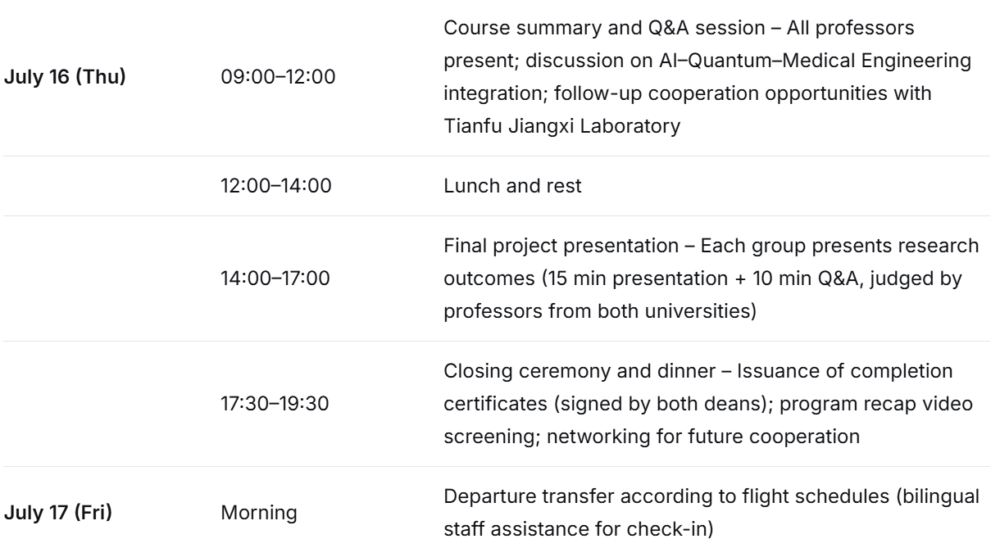 Course summary and Q&A session – All professors
present; discussion on AI–Quantum–Medical Engineering
July 16 (Thu) 09:00–12:00
integration; follow-up cooperation opportunities with
Tianfu Jiangxi Laboratory
12:00–14:00 Lunch and rest
Final project presentation – Each group presents research
14:00–17:00 outcomes (15 min presentation + 10 min Q&A, judged by
professors from both universities)
Closing ceremony and dinner – Issuance of completion
17:30–19:30 certificates (signed by both deans); program recap video
screening; networking for future cooperation
July 17 (Fri) Morning
Departure transfer according to flight schedules (bilingual
staff assistance for check-in)